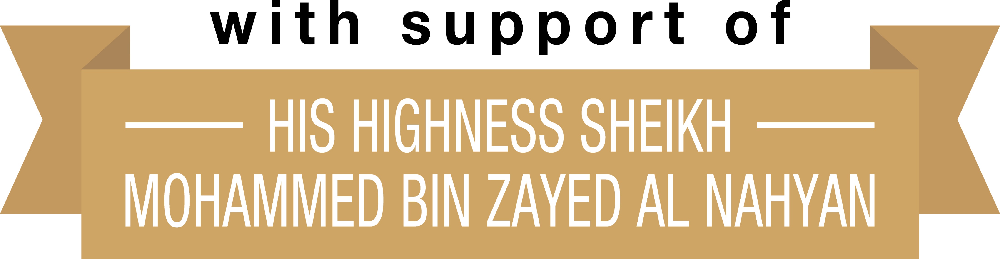 with support of
HIS HIGHNESS SHEIKH
MOHAMMED BIN ZAYED AL NAHYAN